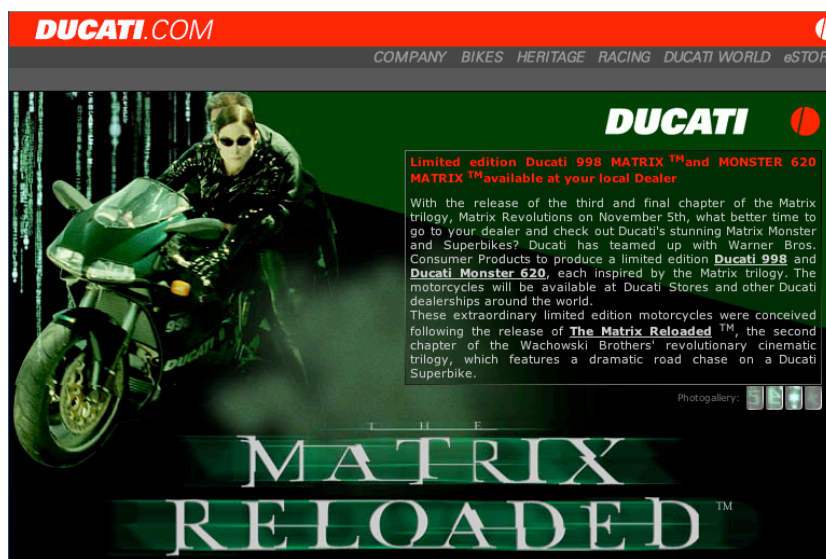 DUCATI.COM
COMPANY BIKES HERITAGE RACING DUCATI WORLD eSTOR
DUCATI
Limited edition Ducati 998 MATRIX TM and MONSTER 620
MATRIX TM available at your local Dealer
With the release of the third and final chapter of the Matrix
trilogy, Matrix Revolutions on November 5th, what better time to
go to your dealer and check out Ducati's stunning Matrix Monster
and Superbikes? Ducati has teamed up with Warner Bros.
Consumer Products to produce a limited edition Ducati 998 and
Ducati Monster 620, each inspired by the Matrix trilogy. The
motorcycles will be available at Ducati Stores and other Ducati
dealerships around the world.
These extraordinary limited edition motorcycles were conceived
following the release of The Matrix Reloaded TM, the second
chapter of the Wachowski Brothers' revolutionary cinematic
trilogy, which features a dramatic road chase on a Ducati
Superbike.
Photogallery:
998
DUCATI
THE
MATRIX
RELOADED TM